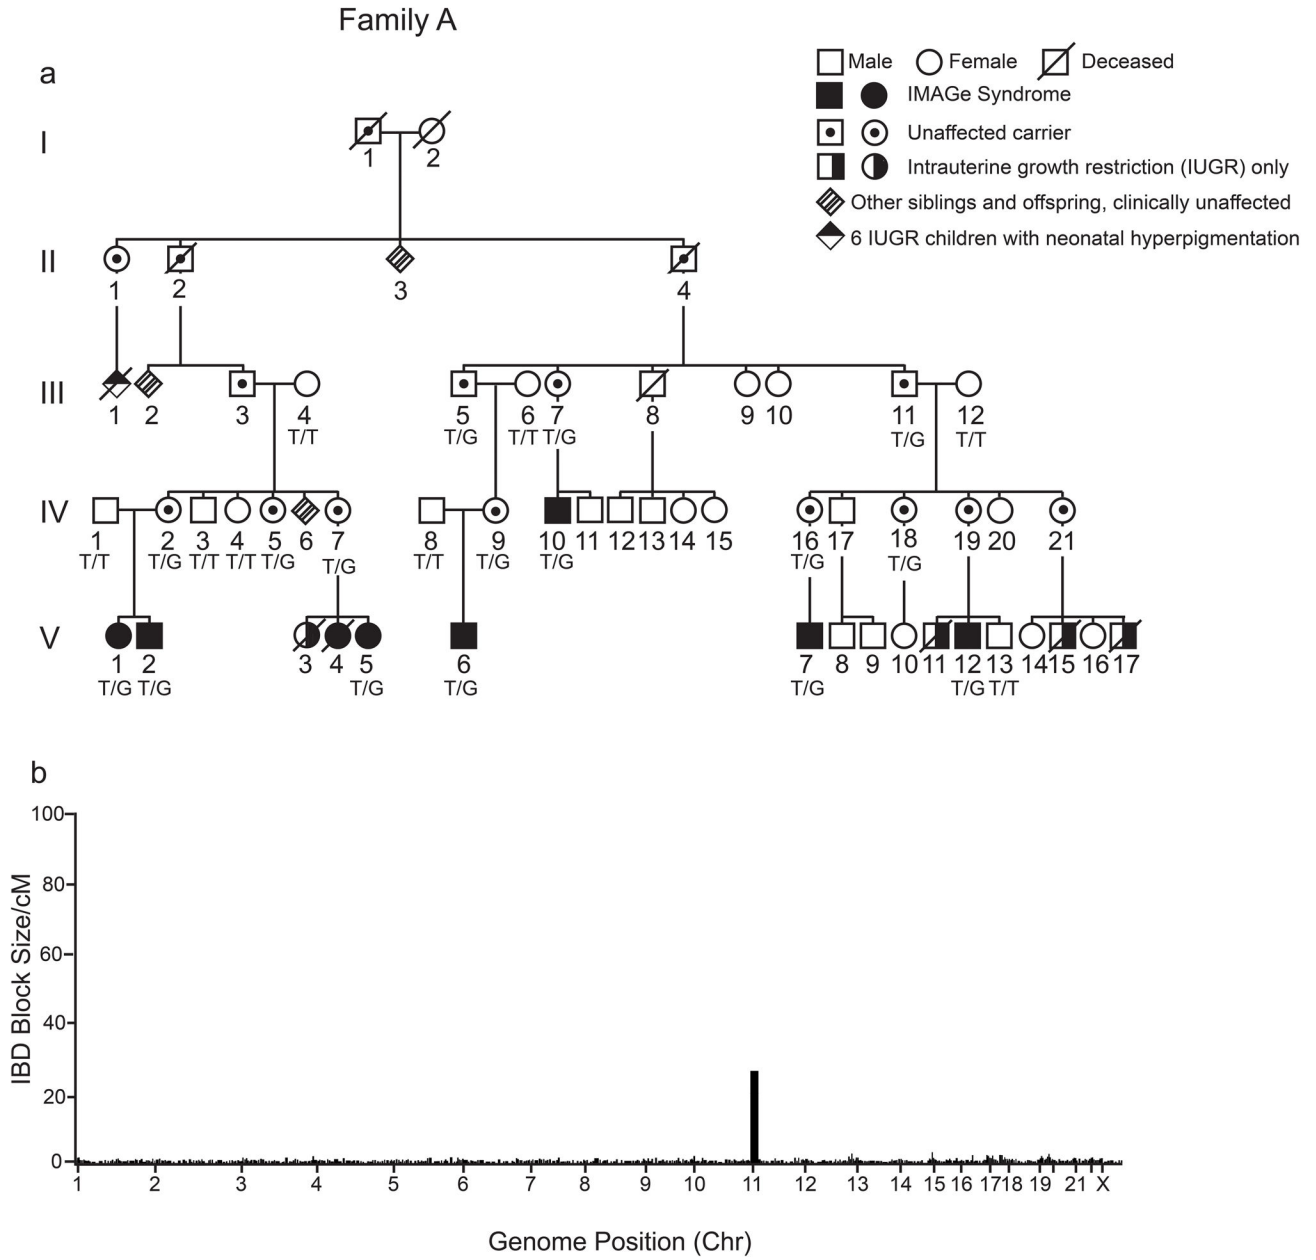 Family A
a
Male Female Deceased
IMAGe Syndrome
Unaffected carrier
Intrauterine growth restriction (IUGR) only
Other siblings and offspring, clinically unaffected
6 IUGR children with neonatal hyperpigmentation
I
1 2
II
1 2 3 4
III
1 2 3 4 5 6 7 8 9 10 11 12
T/T T/G T/T T/G T/G T/T
IV
1 2 3 4 5 6 7 8 9 10 11 12 13 14 15 16 17 18 19 20 21
T/T T/G T/T T/T T/G T/G T/T T/G T/G T/G T/G
V
1 2 3 4 5 6 7 8 9 10 11 12 13 14 15 16 17
T/G T/G T/G T/G T/G T/G T/T
b
IBD Block Size/cM
100
80
60
40
20
0
1 2 3 4 5 6 7 8 9 10 11 12 13 14 15 16 17 18 19 21 X
Genome Position (Chr)